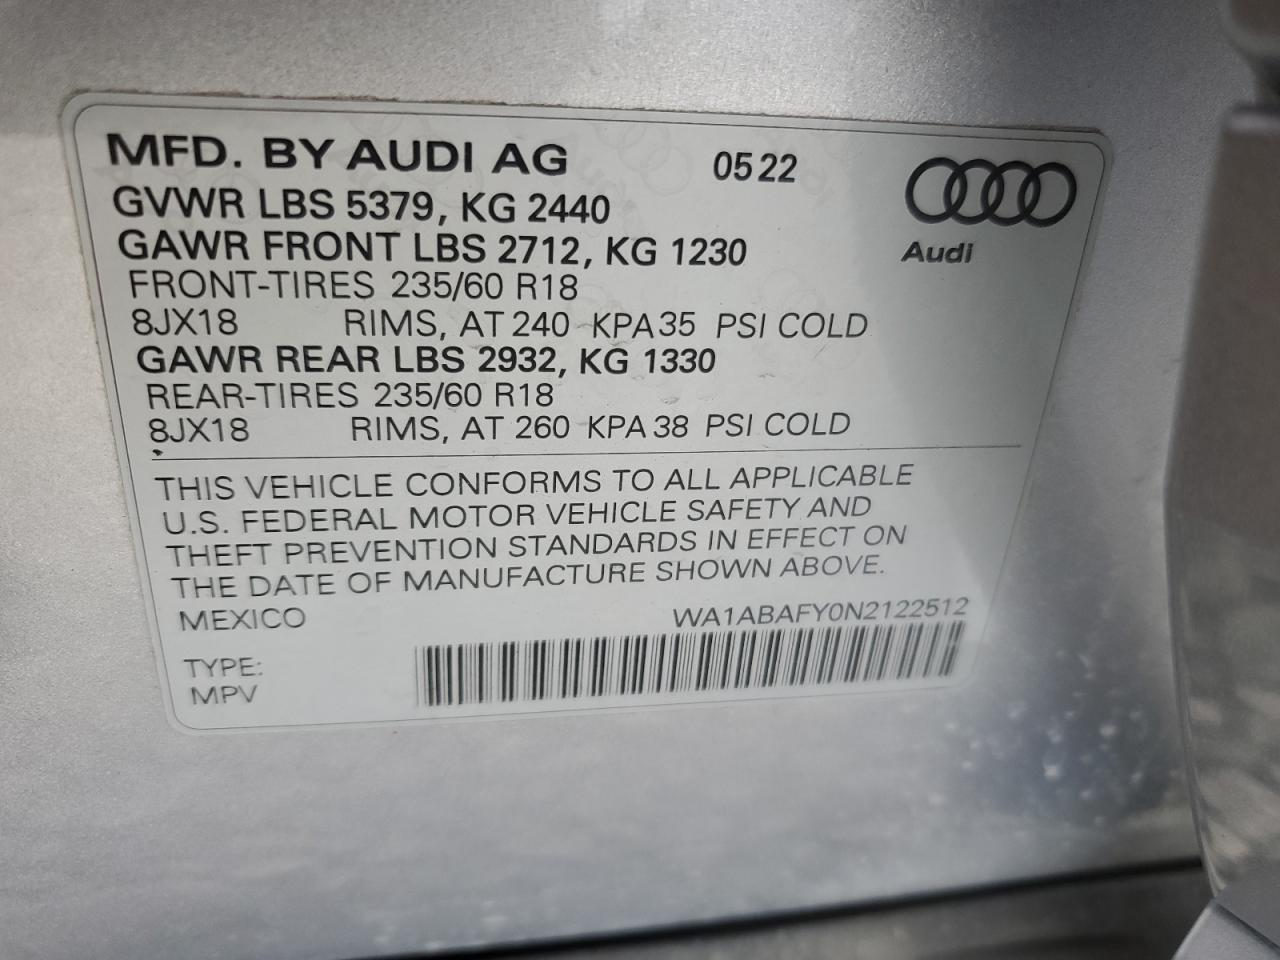 MFD. BY AUDI AG 0522
GVWR LBS 5379, KG 2440
GAWR FRONT LBS 2712, KG 1230
Audi
FRONT-TIRES 235/60 R18
8JX18 RIMS, AT 240 KPA 35 PSI COLD
GAWR REAR LBS 2932, KG 1330
REAR-TIRES 235/60 R18
8JX18 RIMS, AT 260 KPA 38 PSI COLD
THIS VEHICLE CONFORMS TO ALL APPLICABLE
U.S. FEDERAL MOTOR VEHICLE SAFETY AND
THEFT PREVENTION STANDARDS IN EFFECT ON
THE DATE OF MANUFACTURE SHOWN ABOVE.
MEXICO WA1ABAFY0N2122512
TYPE:
MPV